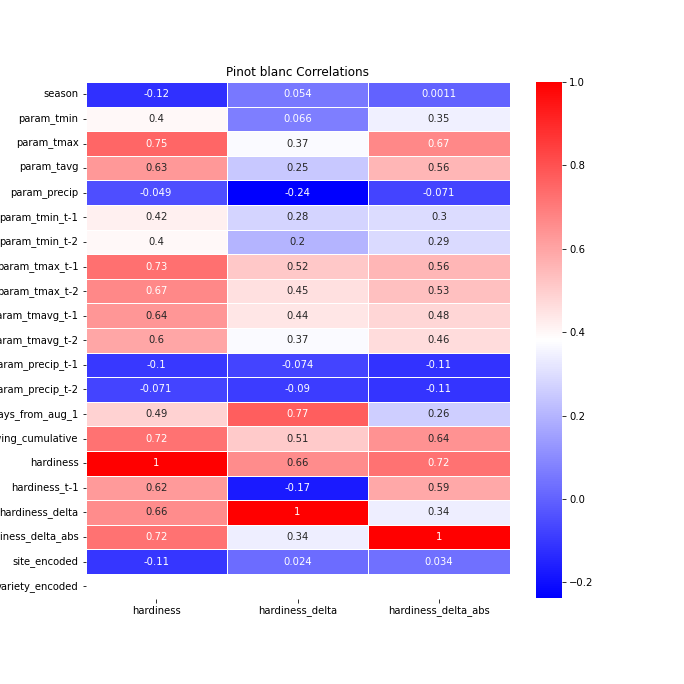 Pinot blanc Correlations
season -0.12 0.054 0.0011
param_tmin 0.4 0.066 0.35
param_tmax 0.75 0.37 0.67
param_tavg 0.63 0.25 0.56
param_precip -0.049 -0.24 -0.071
param_tmin_t-1 0.42 0.28 0.3
param_tmin_t-2 0.4 0.2 0.29
param_tmax_t-1 0.73 0.52 0.56
param_tmax_t-2 0.67 0.45 0.53
ram_tmavg_t-1 0.64 0.44 0.48
ram_tmavg_t-2 0.6 0.37 0.46
aram_precip_t-1 -0.1 -0.074 -0.11
aram_precip_t-2 -0.071 -0.09 -0.11
ays_from_aug_1 0.49 0.77 0.26
ving_cumulative 0.72 0.51 0.64
hardiness 1 0.66 0.72
hardiness_t-1 0.62 -0.17 0.59
hardiness_delta 0.66 1 0.34
iness_delta_abs 0.72 0.34 1
site_encoded -0.11 0.024 0.034
variety_encoded
hardiness hardiness_delta hardiness_delta_abs
1.0
0.8
0.6
0.4
0.2
0.0
−0.2